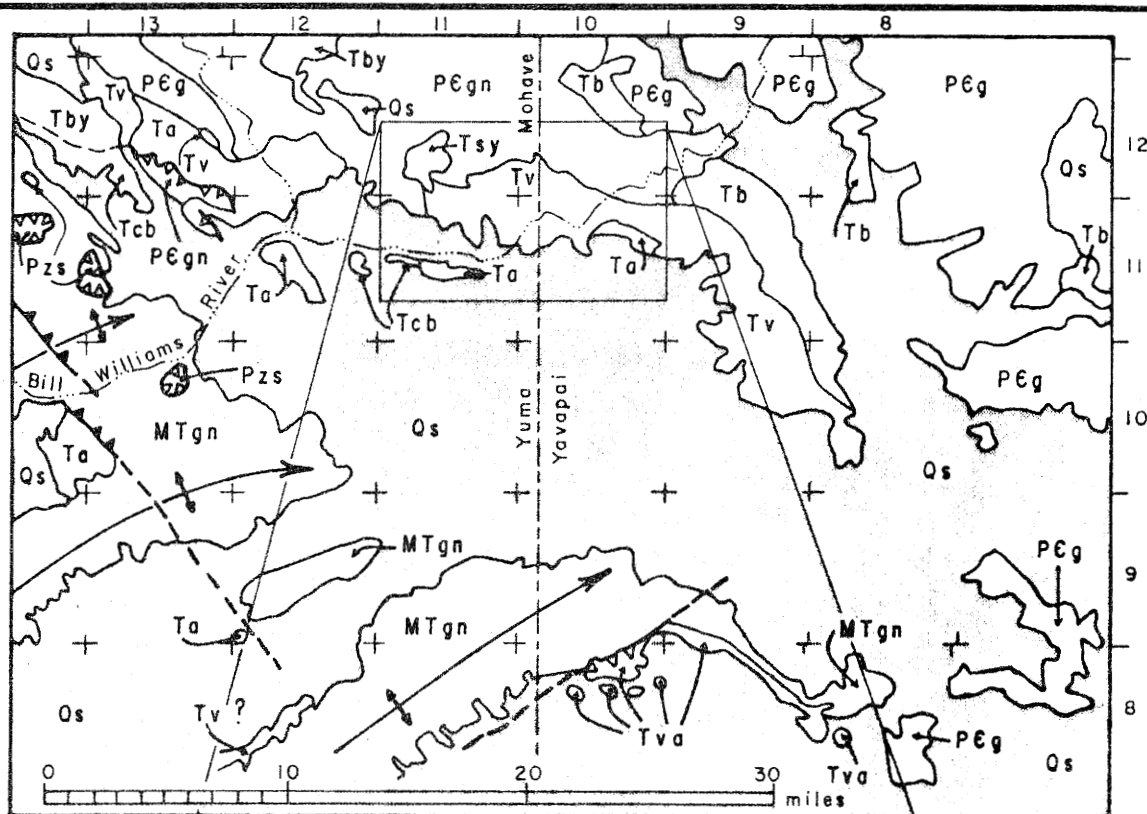 13 12 11 10 9 8
Qs Tv PЄg Tby PЄgn Mohave Tb PЄg PЄg PЄg
Tby Ta Qs
Tv Tsy Tv Tb Qs 12
Tcb Tb 11
Pzs PЄgn Tb
River Ta Ta Ta
Tcb Tv
Bill Williams Pzs PЄg
MTgn Qs Yuma Yavapai 10
Ta Qs
Qs
MTgn PЄg 9
Ta MTgn MTgn
Qs Tv ? Tva PЄg 8
Tva Qs
0 10 20 30
miles